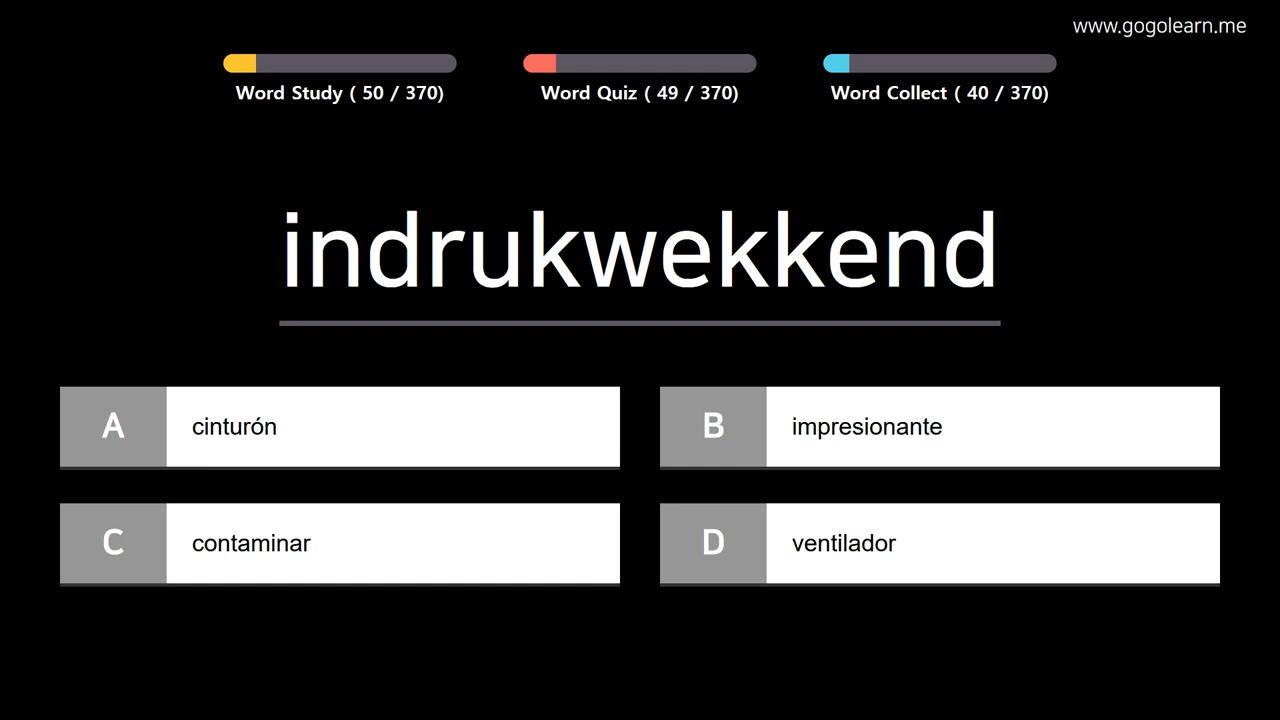 www.gogolearn.me
Word Study ( 50 / 370)
Word Quiz ( 49 / 370)
Word Collect ( 40 / 370)
indrukwekkend
A cinturón
B impresionante
C contaminar
D ventilador